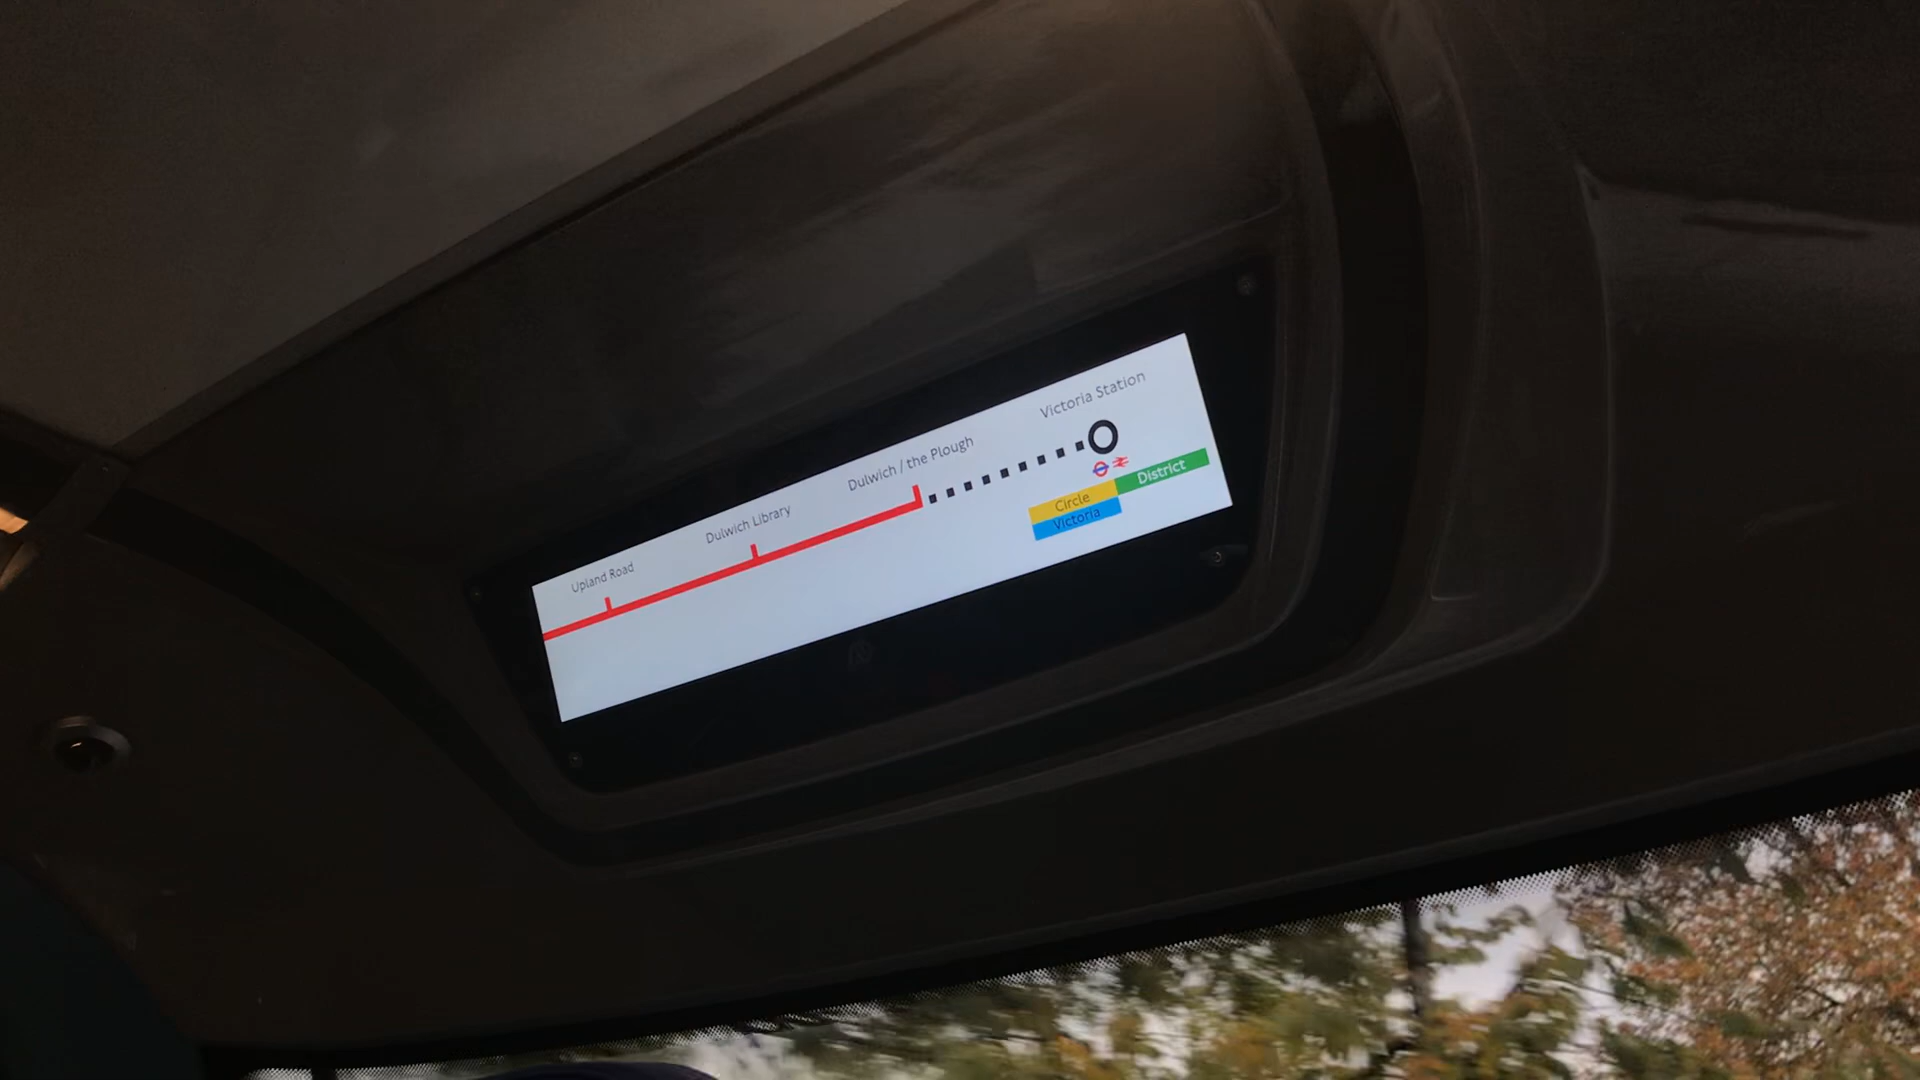 Upland Road
Dulwich Library
Dulwich / the Plough
Victoria Station
Circle
District
Victoria